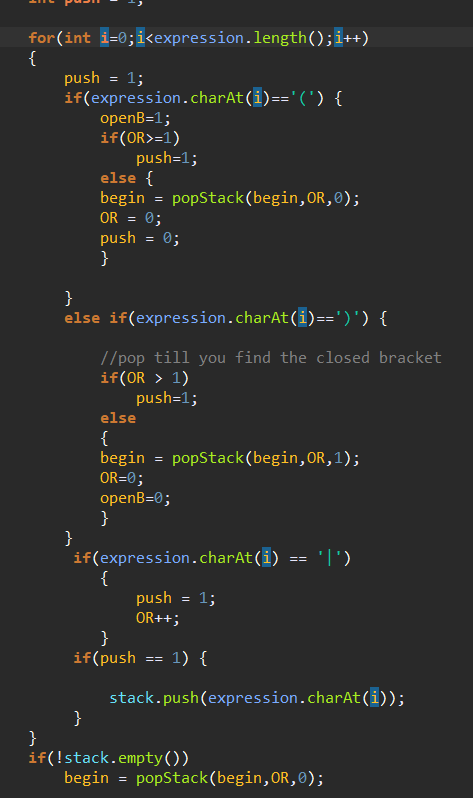 int push = 1;
for(int i=0;i<expression.length();i++)
{
push = 1;
if(expression.charAt(i)=='(') {
openB=1;
if(OR>=1)
push=1;
else {
begin = popStack(begin,OR,0);
OR = 0;
push = 0;
}
}
else if(expression.charAt(i)==')') {
//pop till you find the closed bracket
if(OR > 1)
push=1;
else
{
begin = popStack(begin,OR,1);
OR=0;
openB=0;
}
}
if(expression.charAt(i) == '|')
{
push = 1;
OR++;
}
if(push == 1) {
stack.push(expression.charAt(i));
}
}
if(!stack.empty())
begin = popStack(begin,OR,0);